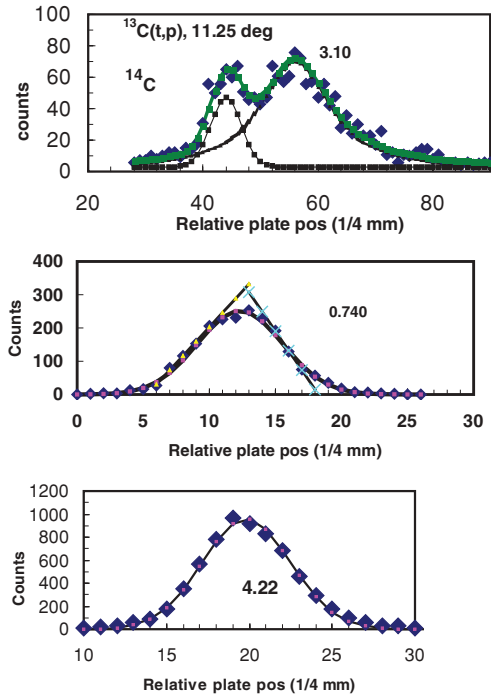 100
¹³C(t,p), 11.25 deg
80
3.10
¹⁴C
60
40
20
0
counts
20 40 60 80
Relative plate pos (1/4 mm)
400
300
0.740
200
100
0
Counts
0 5 10 15 20 25 30
Relative plate pos (1/4 mm)
1200
1000
800
600
400
4.22
200
0
Counts
10 15 20 25 30
Relative plate pos (1/4 mm)